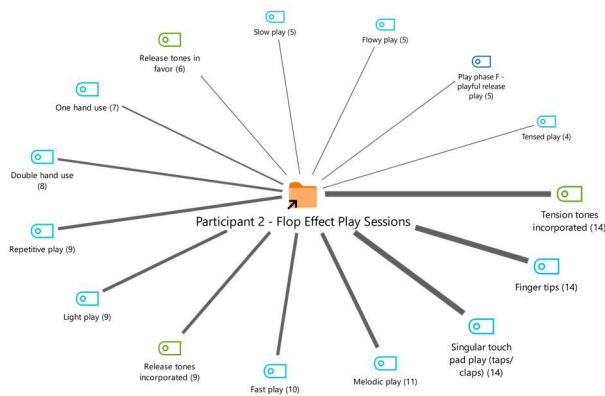 Slow play (5)
Flowy play (5)
Release tones in
favor (6)
Play phase F -
playful release
play (5)
One hand use (7)
Tensed play (4)
Double hand use
(8)
Participant 2 - Flop Effect Play Sessions
Tension tones
incorporated (14)
Repetitive play (9)
Finger tips (14)
Light play (9)
Singular touch
pad play (taps/
claps) (14)
Release tones
incorporated (9)
Fast play (10)
Melodic play (11)